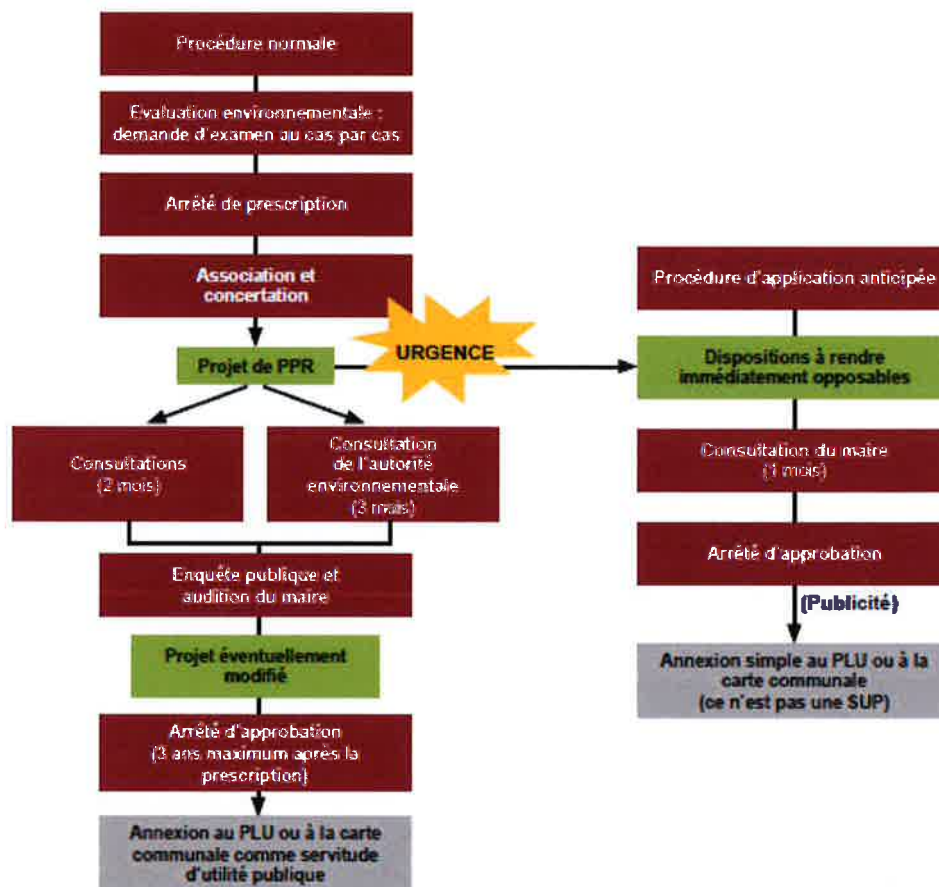 Procédure normale
Evaluation environnementale :
demande d'examen au cas par cas
Arrêté de prescription
Association et
concertation
Projet de PPR
URGENCE
Consultations
(2 mois)
Consultation
de l'autorité
environnementale
(3 mois)
Enquête publique et
audition du maire
Projet éventuellement
modifié
Arrêté d'approbation
(3 ans maximum après la
prescription)
Annexion au PLU ou à la carte
communale comme servitude
d'utilité publique
Procédure d'application anticipée
Dispositions à rendre
immédiatement opposables
Consultation du maire
(1 mois)
Arrêté d'approbation
(Publicité)
Annexion simple au PLU ou à la
carte communale
(ce n'est pas une SUP)